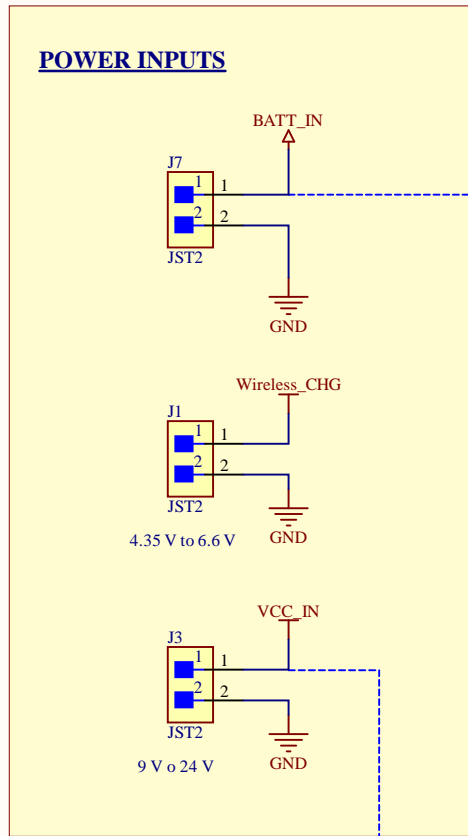 POWER INPUTS
BATT_IN
J7
1 1
2 2
JST2
GND
Wireless_CHG
J1
1 1
2 2
JST2
4.35 V to 6.6 V
GND
VCC_IN
J3
1 1
2 2
JST2
9 V o 24 V
GND